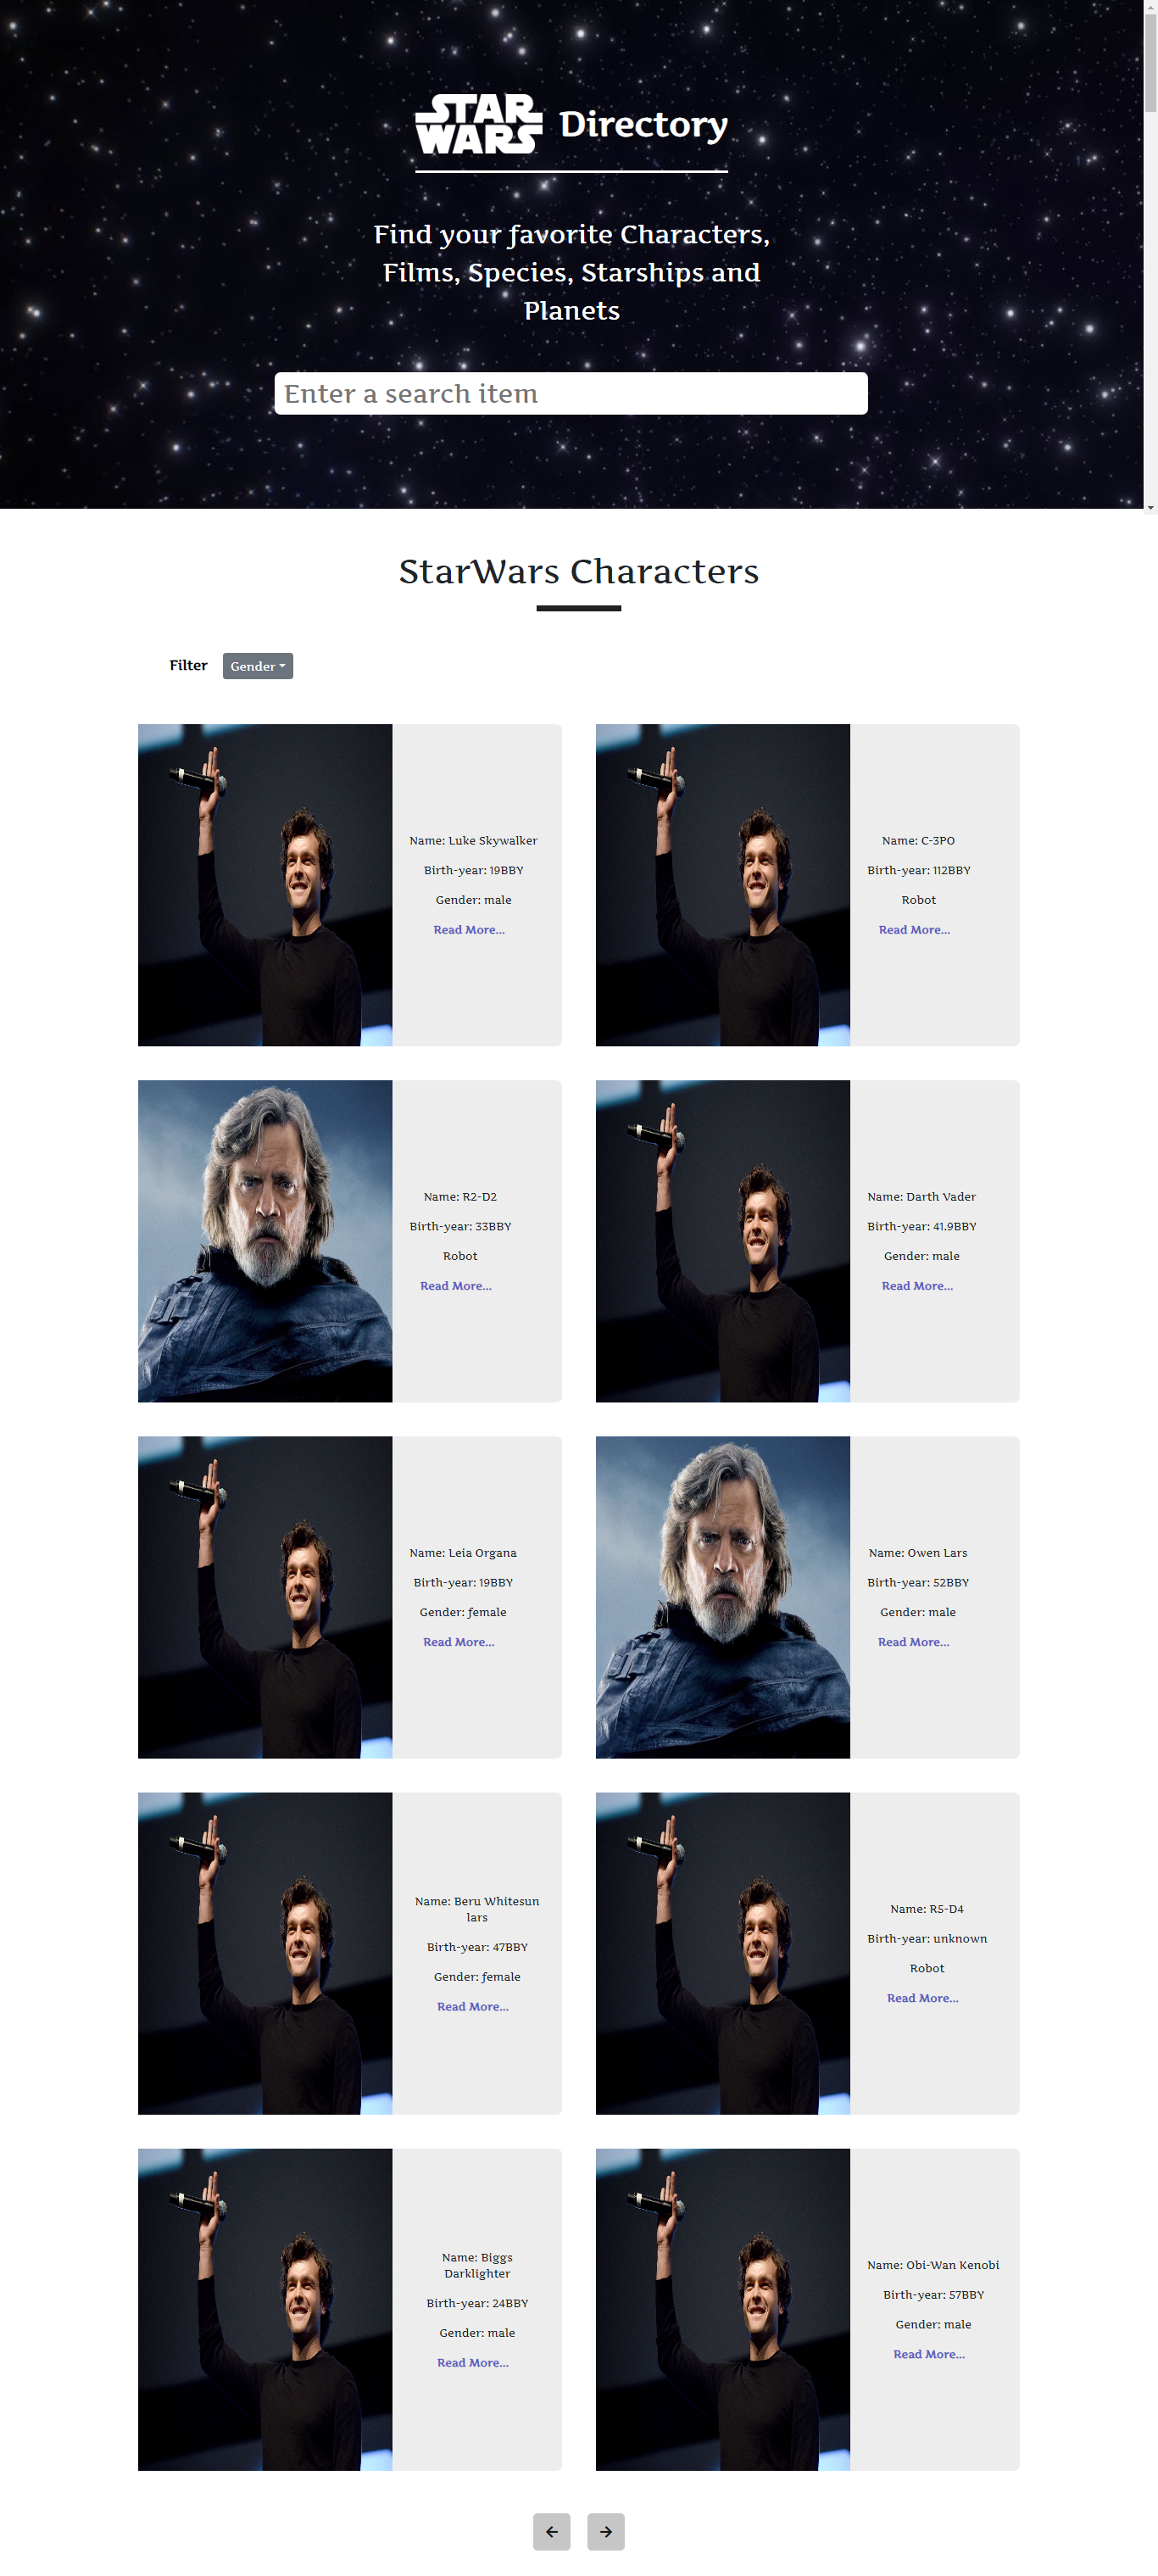 STAR
WARS
Directory
Find your favorite Characters,
Films, Species, Starships and
Planets
Enter a search item
StarWars Characters
Filter
Gender
Name: Luke Skywalker
Birth-year: 19BBY
Gender: male
Read More...
Name: C-3PO
Birth-year: 112BBY
Robot
Read More...
Name: R2-D2
Birth-year: 33BBY
Robot
Read More...
Name: Darth Vader
Birth-year: 41.9BBY
Gender: male
Read More...
Name: Leia Organa
Birth-year: 19BBY
Gender: female
Read More...
Name: Owen Lars
Birth-year: 52BBY
Gender: male
Read More...
Name: Beru Whitesun
lars
Birth-year: 47BBY
Gender: female
Read More...
Name: R5-D4
Birth-year: unknown
Robot
Read More...
Name: Biggs
Darklighter
Birth-year: 24BBY
Gender: male
Read More...
Name: Obi-Wan Kenobi
Birth-year: 57BBY
Gender: male
Read More...